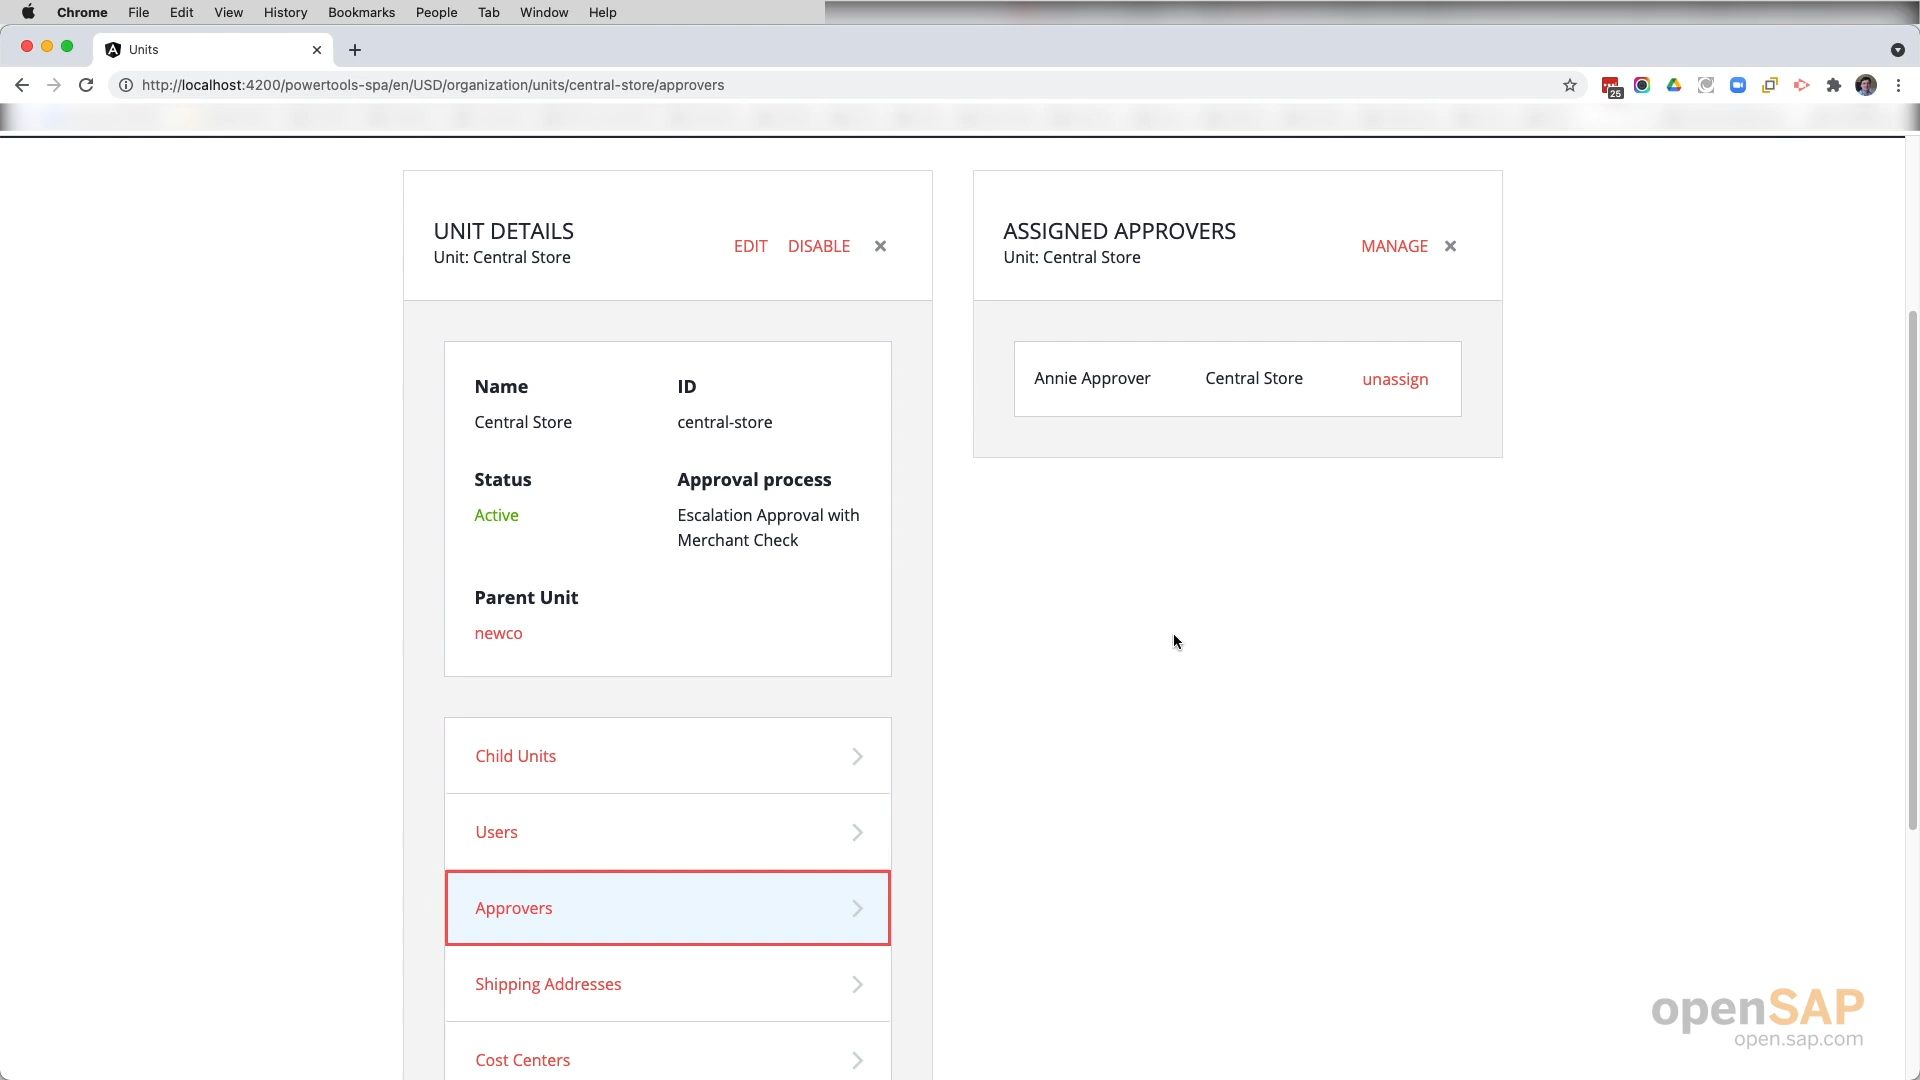 Chrome File Edit View History Bookmarks People Tab Window Help
Units
http://localhost:4200/powertools-spa/en/USD/organization/units/central-store/approvers
25
UNIT DETAILS
Unit: Central Store
EDIT DISABLE
Name
Central Store
ID
central-store
Status
Active
Approval process
Escalation Approval with
Merchant Check
Parent Unit
newco
Child Units
Users
Approvers
Shipping Addresses
Cost Centers
ASSIGNED APPROVERS
Unit: Central Store
MANAGE
Annie Approver Central Store unassign
openSAP
open.sap.com